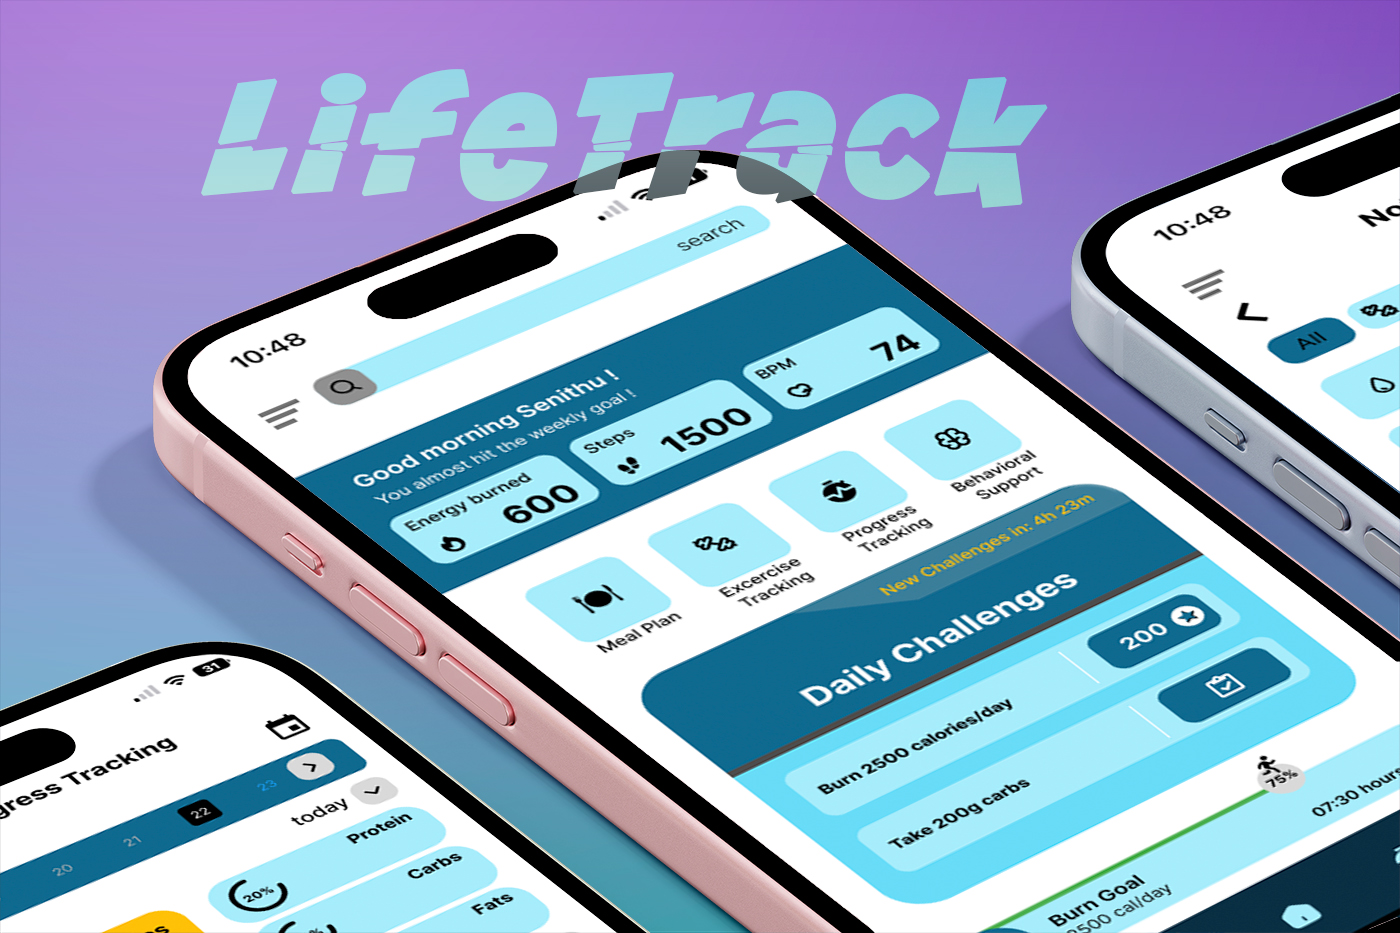 LifeTrack
10:48
search
Good morning Senithu !
You almost hit the weekly goal !
Energy burned
600
Steps
1500
BPM
74
Meal Plan
Excercise
Tracking
Progress
Tracking
Behavioral
Support
New Challenges in: 4h 23m
Daily Challenges
Burn 2500 calories/day
200
Take 200g carbs
75%
07:30 hours
Burn Goal
2500 cal/day
10:48
No
All
31
gress Tracking
20
21
22
23
today
Protein
20%
Carbs
Fats